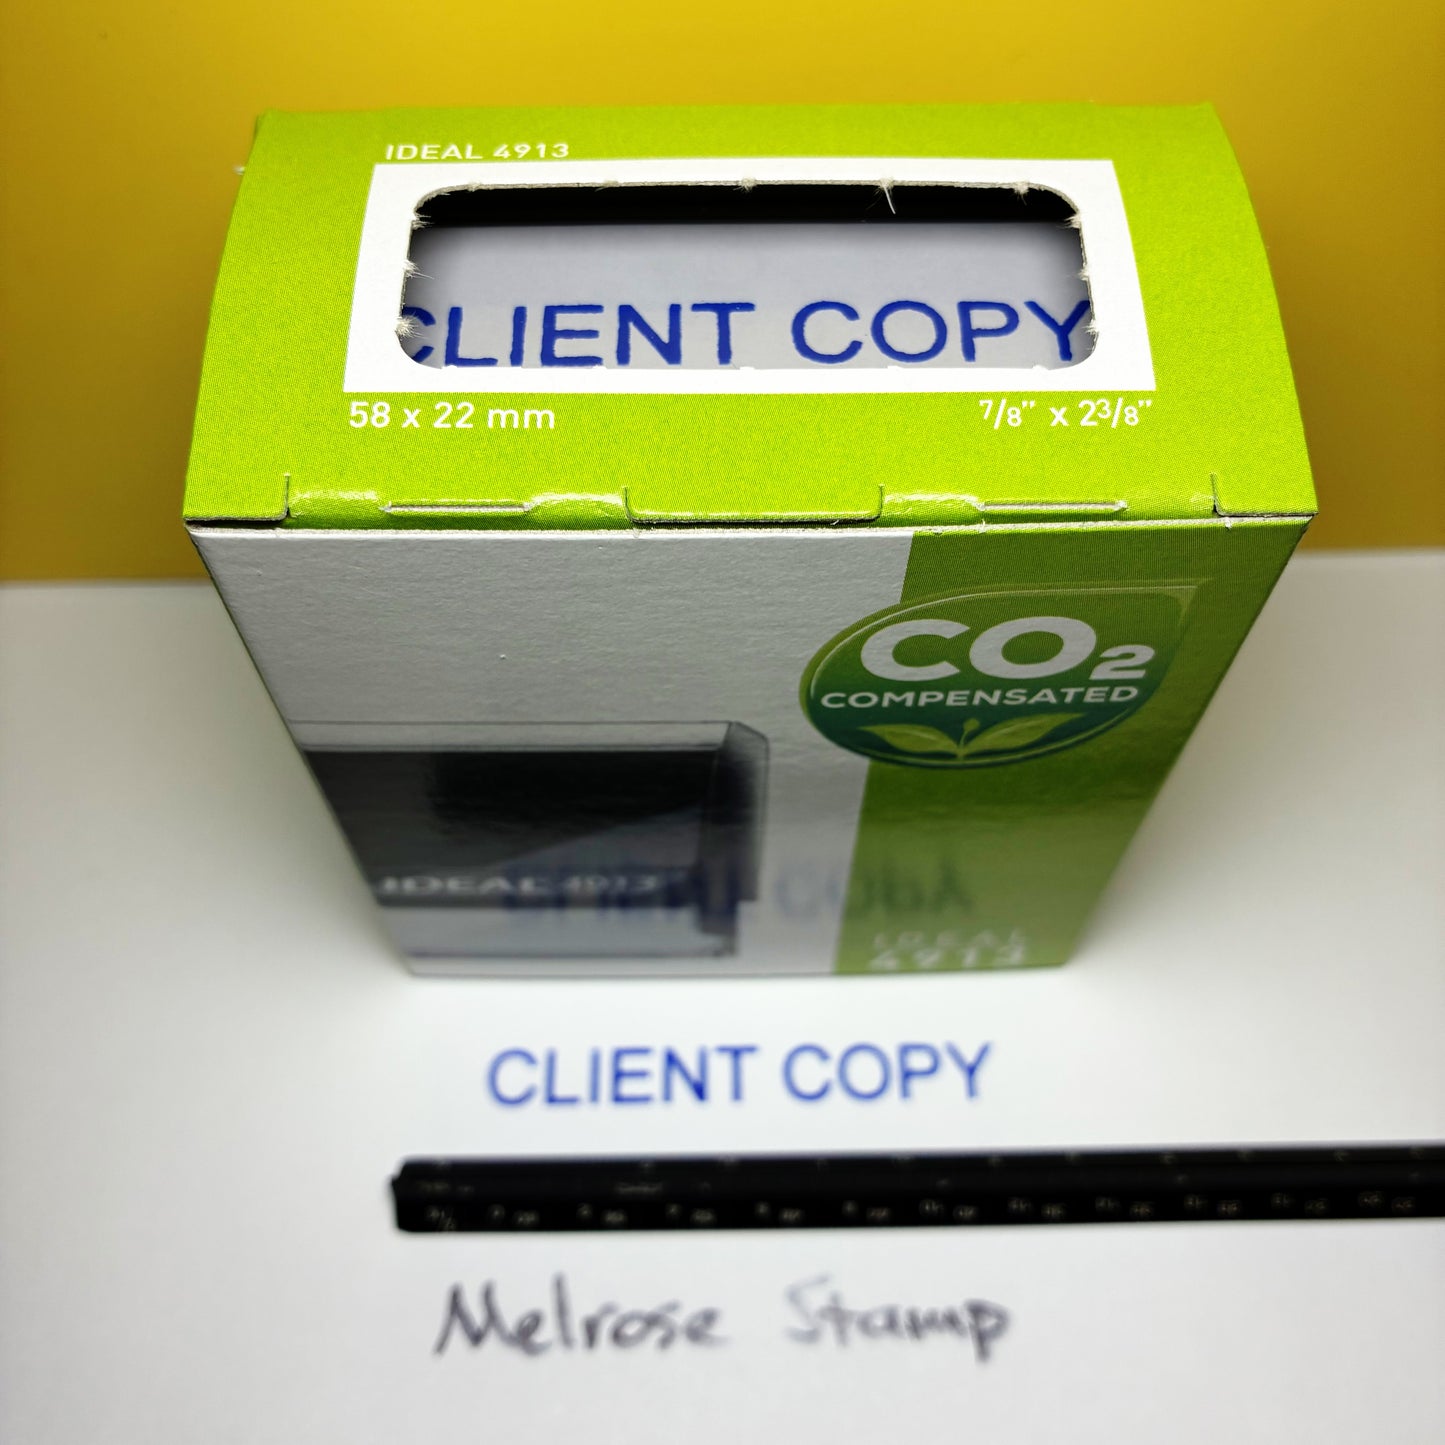 IDEAL 4913
CLIENT COPY
58 x 22 mm
7/8" x 2 3/8"
CO2
COMPENSATED
IDEAL 4913
IDEAL
4913
CLIENT COPY
Melrose Stamp